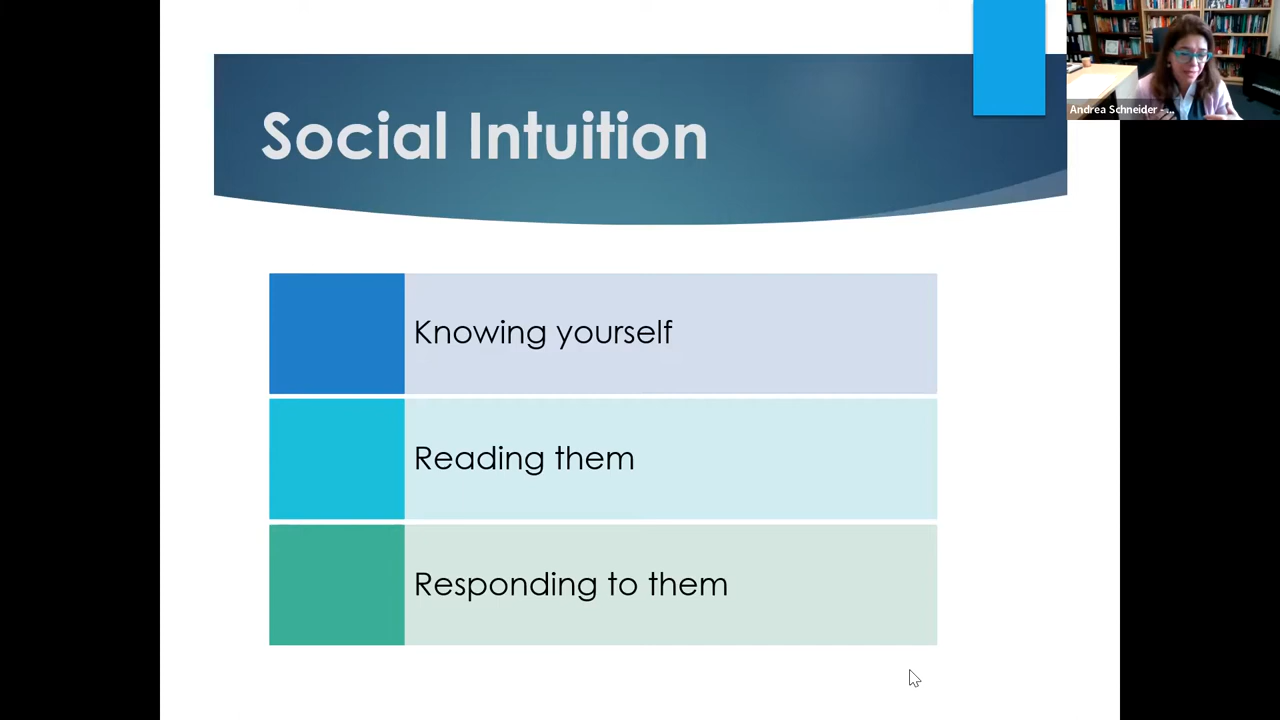 Social Intuition
Andrea Schneider - ...
Knowing yourself
Reading them
Responding to them